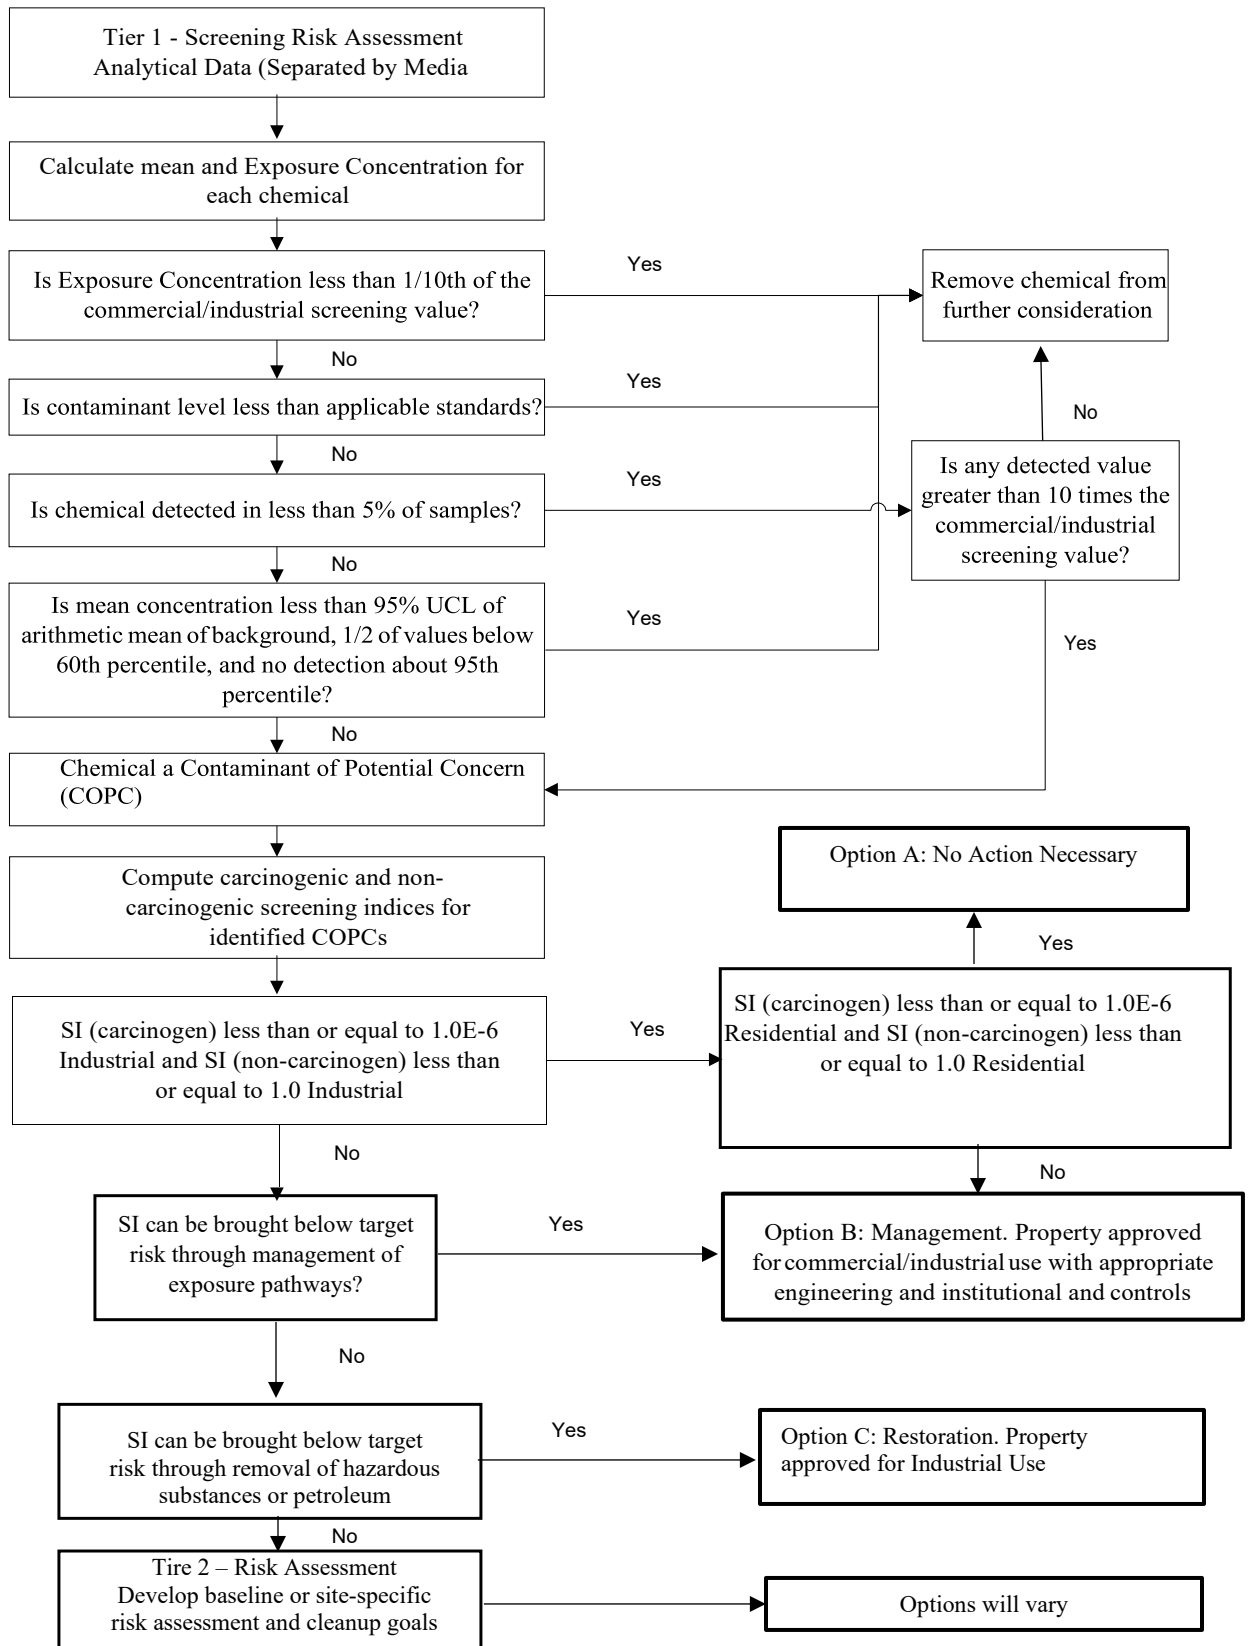 Tier 1 - Screening Risk Assessment
Analytical Data (Separated by Media
Calculate mean and Exposure Concentration for
each chemical
Is Exposure Concentration less than 1/10th of the
commercial/industrial screening value?
Yes
Remove chemical from
further consideration
No
Is contaminant level less than applicable standards?
Yes
No
No
Is chemical detected in less than 5% of samples?
Yes
Is any detected value
greater than 10 times the
commercial/industrial
screening value?
No
Is mean concentration less than 95% UCL of
arithmetic mean of background, 1/2 of values below
60th percentile, and no detection about 95th
percentile?
Yes
Yes
No
Chemical a Contaminant of Potential Concern
(COPC)
Compute carcinogenic and non-
carcinogenic screening indices for
identified COPCs
Option A: No Action Necessary
Yes
SI (carcinogen) less than or equal to 1.0E-6
Industrial and SI (non-carcinogen) less than
or equal to 1.0 Industrial
Yes
SI (carcinogen) less than or equal to 1.0E-6
Residential and SI (non-carcinogen) less than
or equal to 1.0 Residential
No
No
SI can be brought below target
risk through management of
exposure pathways?
Yes
Option B: Management. Property approved
for commercial/industrial use with appropriate
engineering and institutional and controls
No
SI can be brought below target
risk through removal of hazardous
substances or petroleum
Yes
Option C: Restoration. Property
approved for Industrial Use
No
Tire 2 – Risk Assessment
Develop baseline or site-specific
risk assessment and cleanup goals
Options will vary